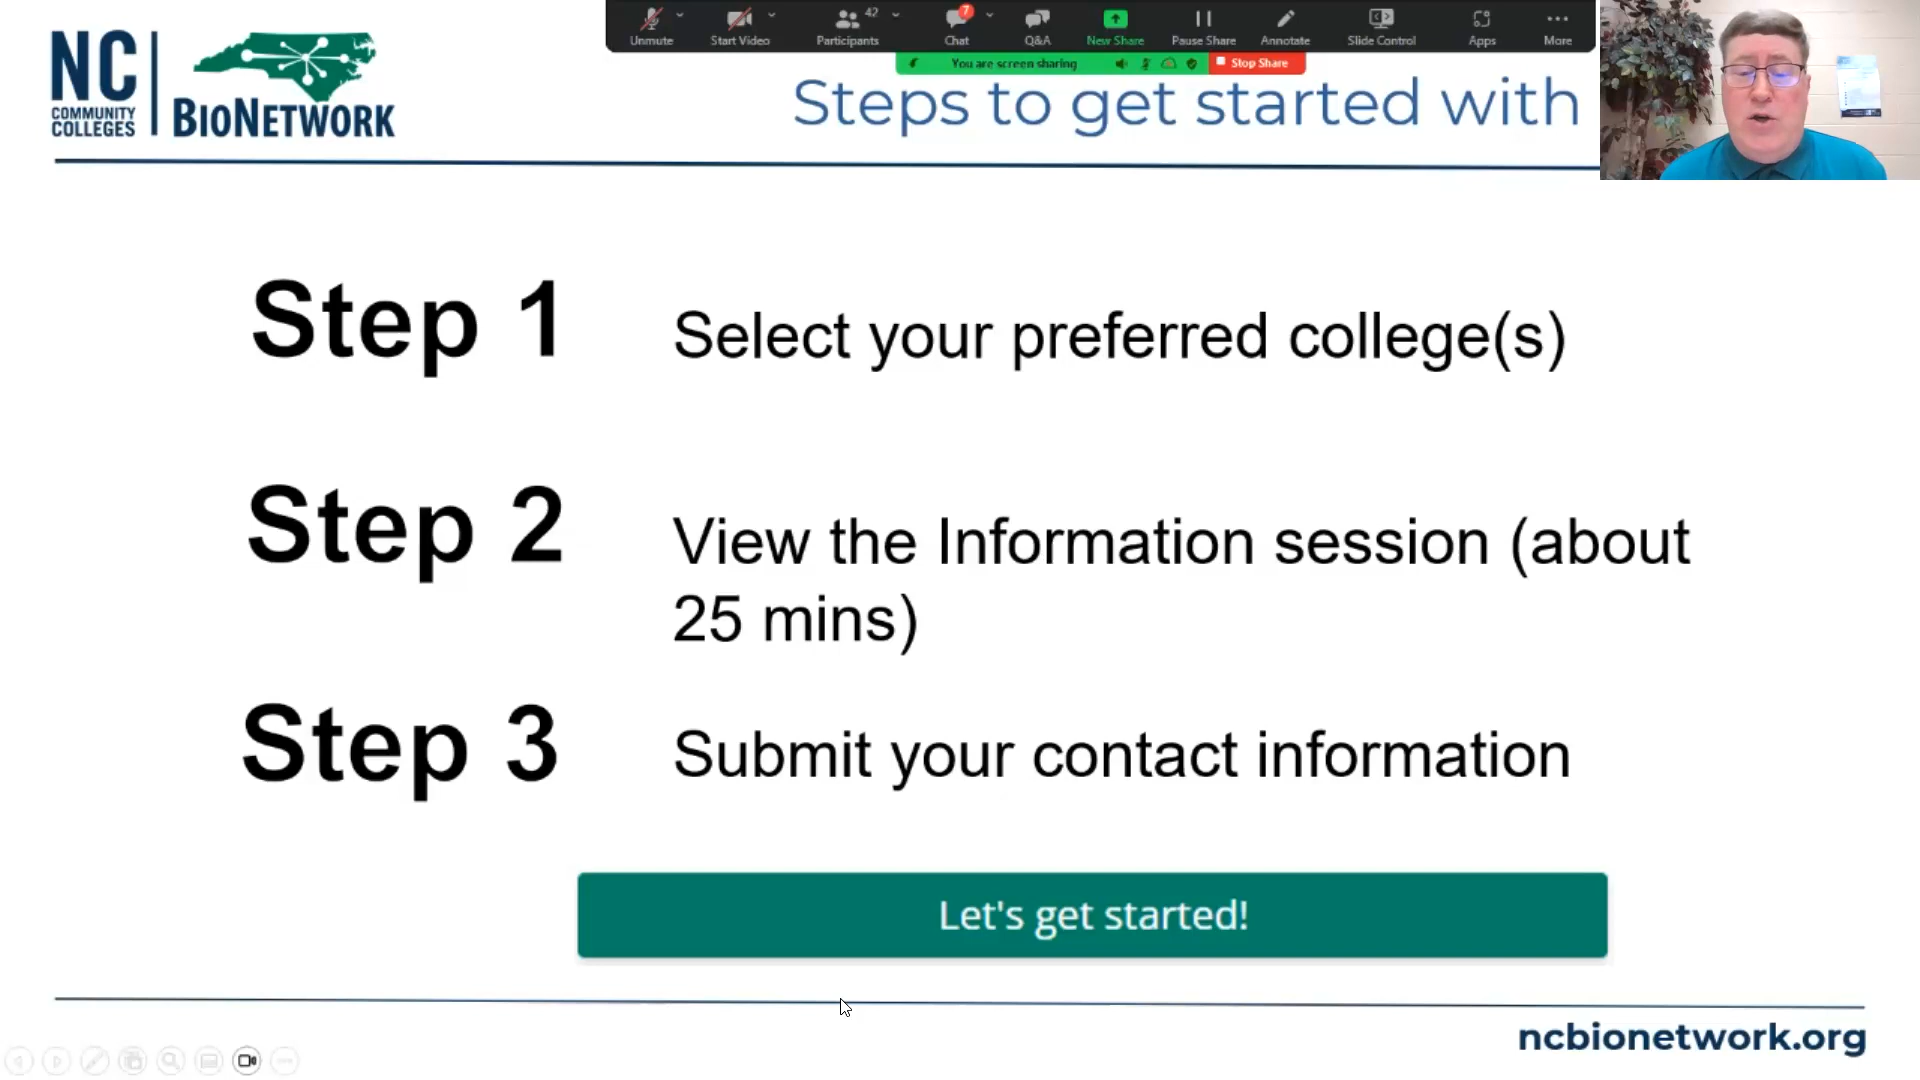 Unmute
Start Video
Participants
42
Chat
7
Q&A
New Share
Pause Share
Annotate
Slide Control
Apps
More
You are screen sharing
Stop Share
NC
COMMUNITY
COLLEGES
BIONETWORK
Steps to get started with
Step 1
Select your preferred college(s)
Step 2
View the Information session (about
25 mins)
Step 3
Submit your contact information
Let's get started!
ncbionetwork.org